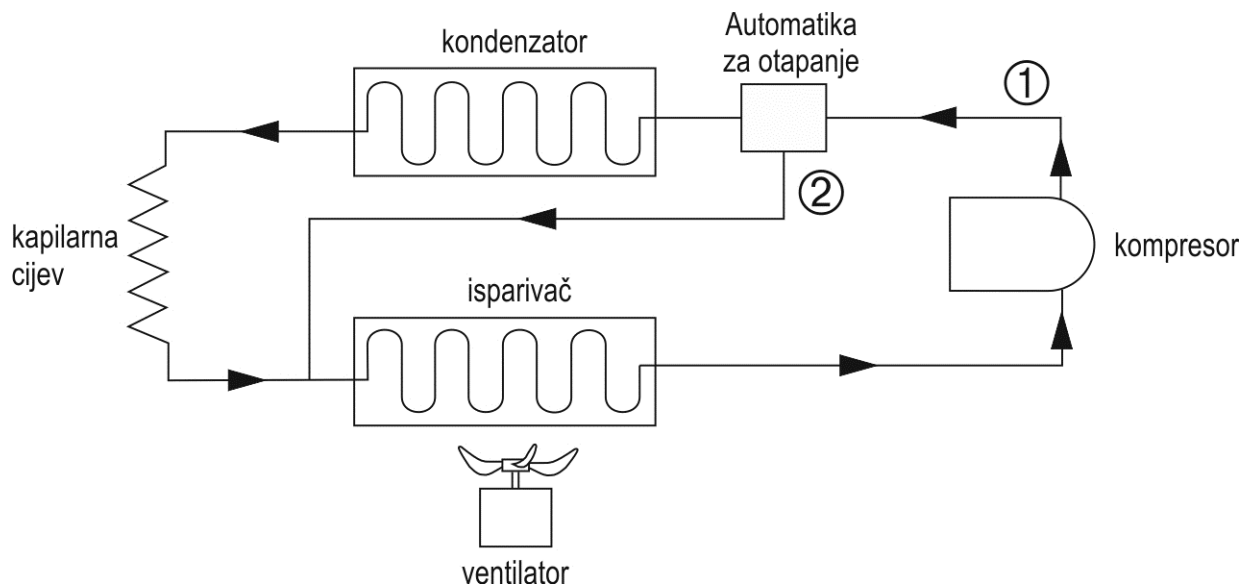 kondenzator
Automatika
za otapanje
①
②
kapilarna
cijev
kompresor
isparivač
ventilator